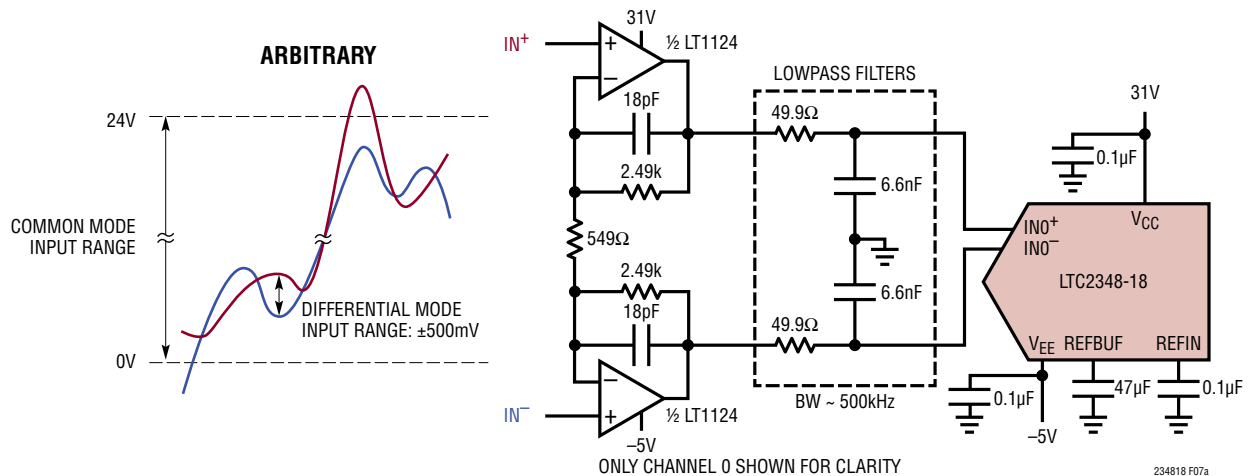 ARBITRARY
24V
COMMON MODE
INPUT RANGE
DIFFERENTIAL MODE
INPUT RANGE: ±500mV
0V
IN+
31V
+
½ LT1124
–
18pF
2.49k
549Ω
2.49k
18pF
–
+
IN–
½ LT1124
–5V
LOWPASS FILTERS
49.9Ω
6.6nF
6.6nF
49.9Ω
BW ~ 500kHz
31V
0.1µF
VCC
IN0+
IN0–
LTC2348-18
VEE
REFBUF
REFIN
0.1µF
47µF
0.1µF
–5V
ONLY CHANNEL 0 SHOWN FOR CLARITY
234818 F07a